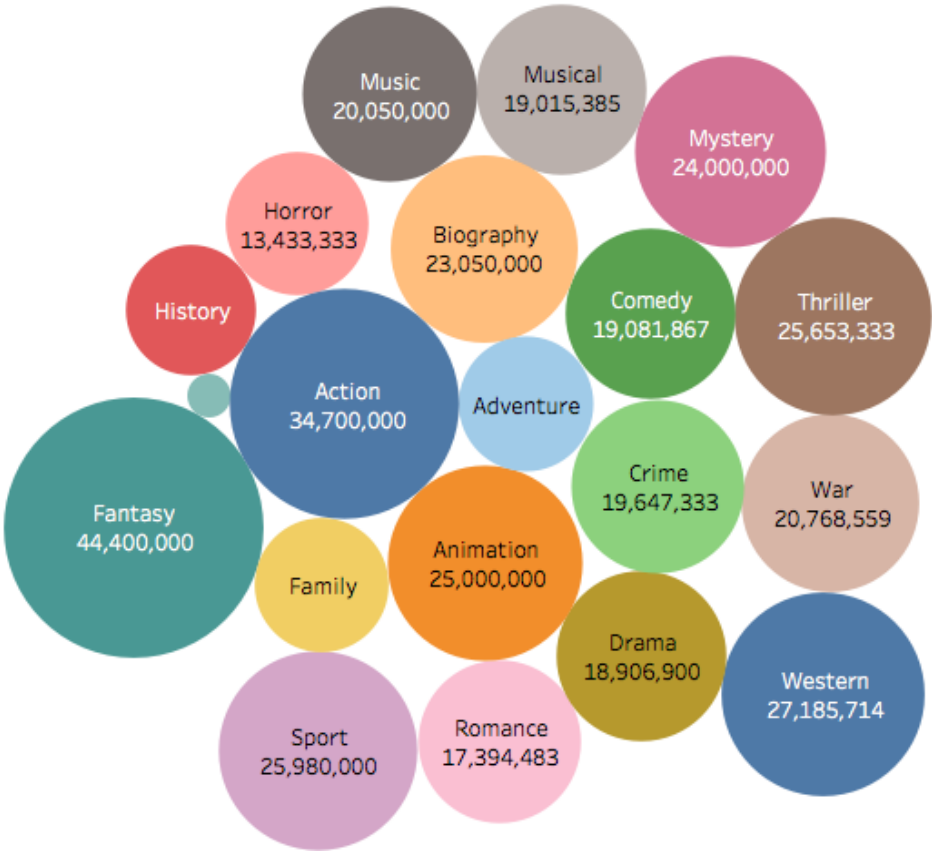 Music
20,050,000
Musical
19,015,385
Mystery
24,000,000
Horror
13,433,333
Biography
23,050,000
History
Comedy
19,081,867
Thriller
25,653,333
Action
34,700,000
Adventure
Crime
19,647,333
War
20,768,559
Fantasy
44,400,000
Animation
25,000,000
Family
Drama
18,906,900
Western
27,185,714
Sport
25,980,000
Romance
17,394,483